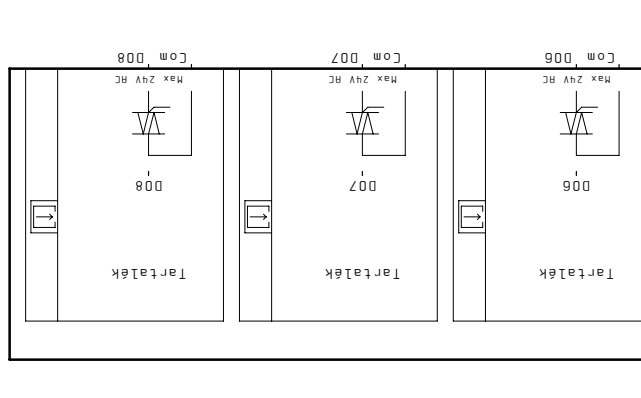 Tartalék Tartalék Tartalék
DO6 DO7 DO8
Max 24V AC Max 24V AC Max 24V AC
Com DO6 Com DO7 Com DO8